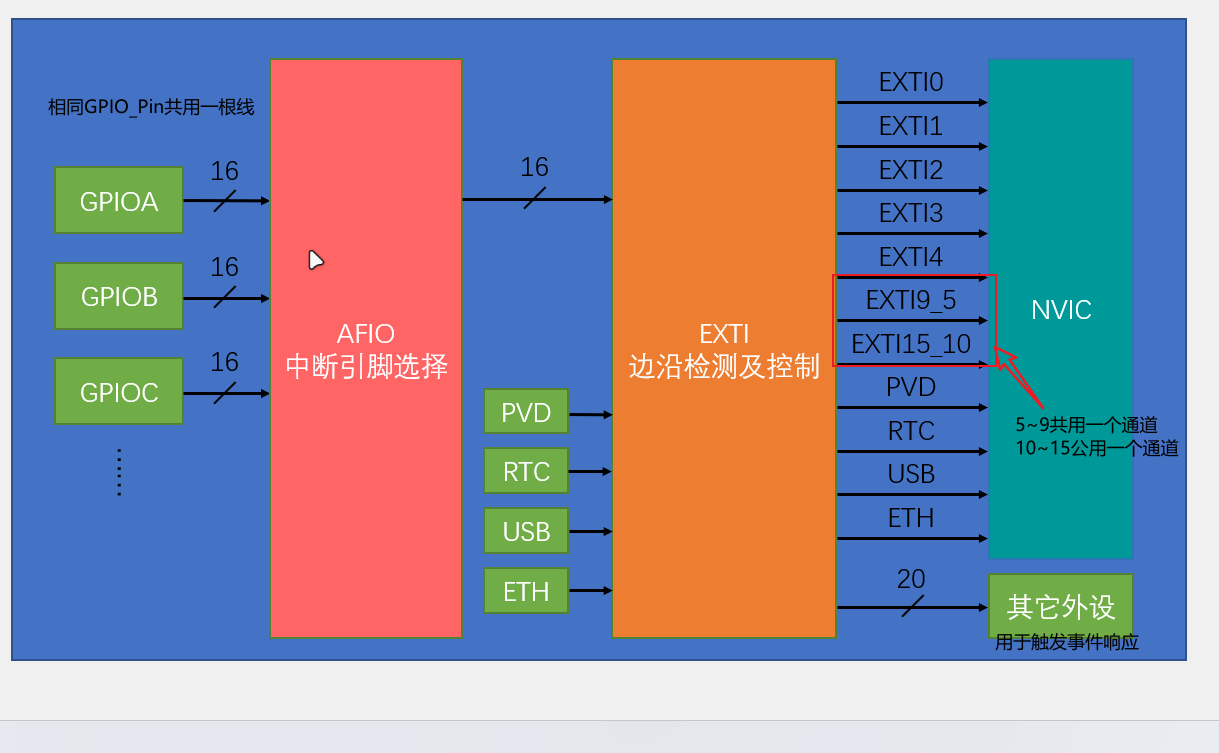 相同GPIO_Pin共用一根线
16
GPIOA
16
GPIOB
16
GPIOC
AFIO
中断引脚选择
16
PVD
RTC
USB
ETH
EXTI
边沿检测及控制
EXTI0
EXTI1
EXTI2
EXTI3
EXTI4
EXTI9_5
EXTI15_10
PVD
RTC
USB
ETH
20
NVIC
5~9共用一个通道
10~15公用一个通道
其它外设
用于触发事件响应